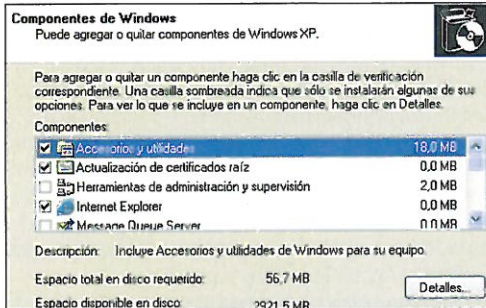 Componentes de Windows
Puede agregar o quitar componentes de Windows XP.
Para agregar o quitar un componente haga clic en la casilla de verificación
correspondiente. Una casilla sombreada indica que sólo se instalarán algunas de sus
opciones. Para ver lo que se incluye en un componente, haga clic en Detalles.
Componentes:
Accesorios y utilidades 18,0 MB
Actualización de certificados raíz 0,0 MB
Herramientas de administración y supervisión 2,0 MB
Internet Explorer 0,0 MB
Message Queue Server 0,0 MB
Descripción: Incluye Accesorios y utilidades de Windows para su equipo.
Espacio total en disco requerido: 56,7 MB
Detalles...
Espacio disponible en disco: 2921,5 MB